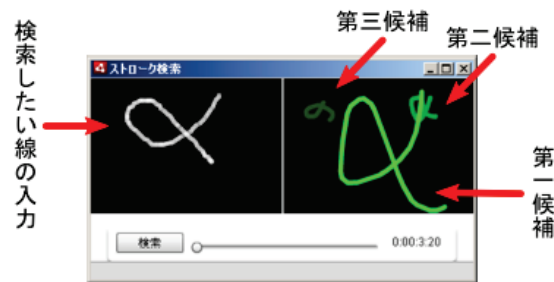 第三候補
第二候補
検索したい線の入力
ストローク検索
α
の
α
α
第一候補
検索
0:00:3:20